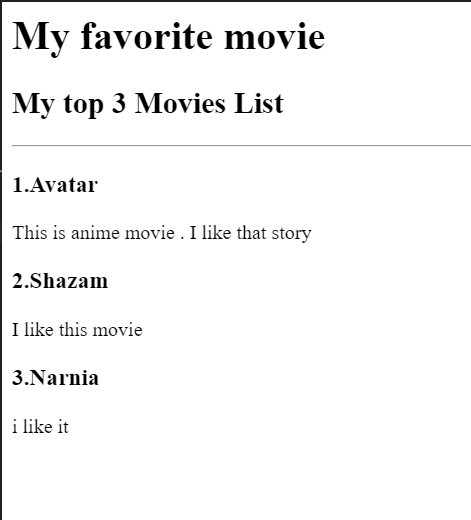 My favorite movie
My top 3 Movies List
1.Avatar
This is anime movie . I like that story
2.Shazam
I like this movie
3.Narnia
i like it